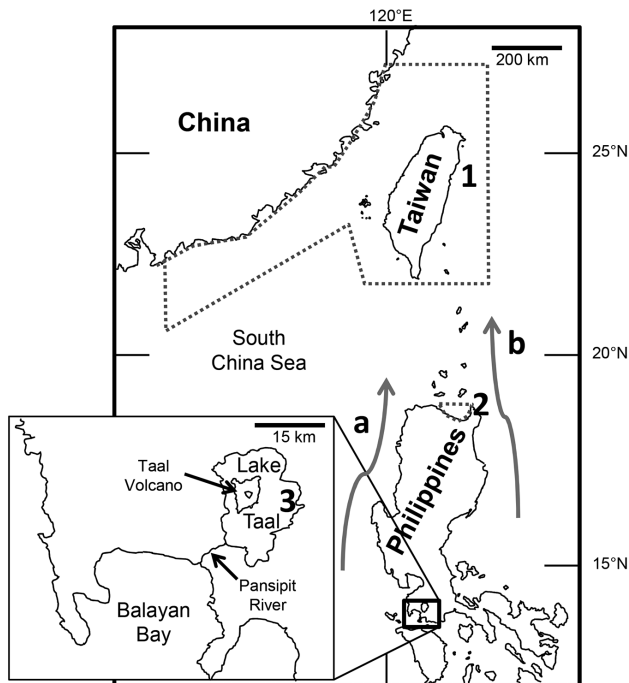 120°E
200 km
China
25°N
Taiwan
1
South
China Sea
20°N
b
a
2
Philippines
15 km
Taal
Volcano
Lake
3
Taal
15°N
Pansipit
River
Balayan
Bay